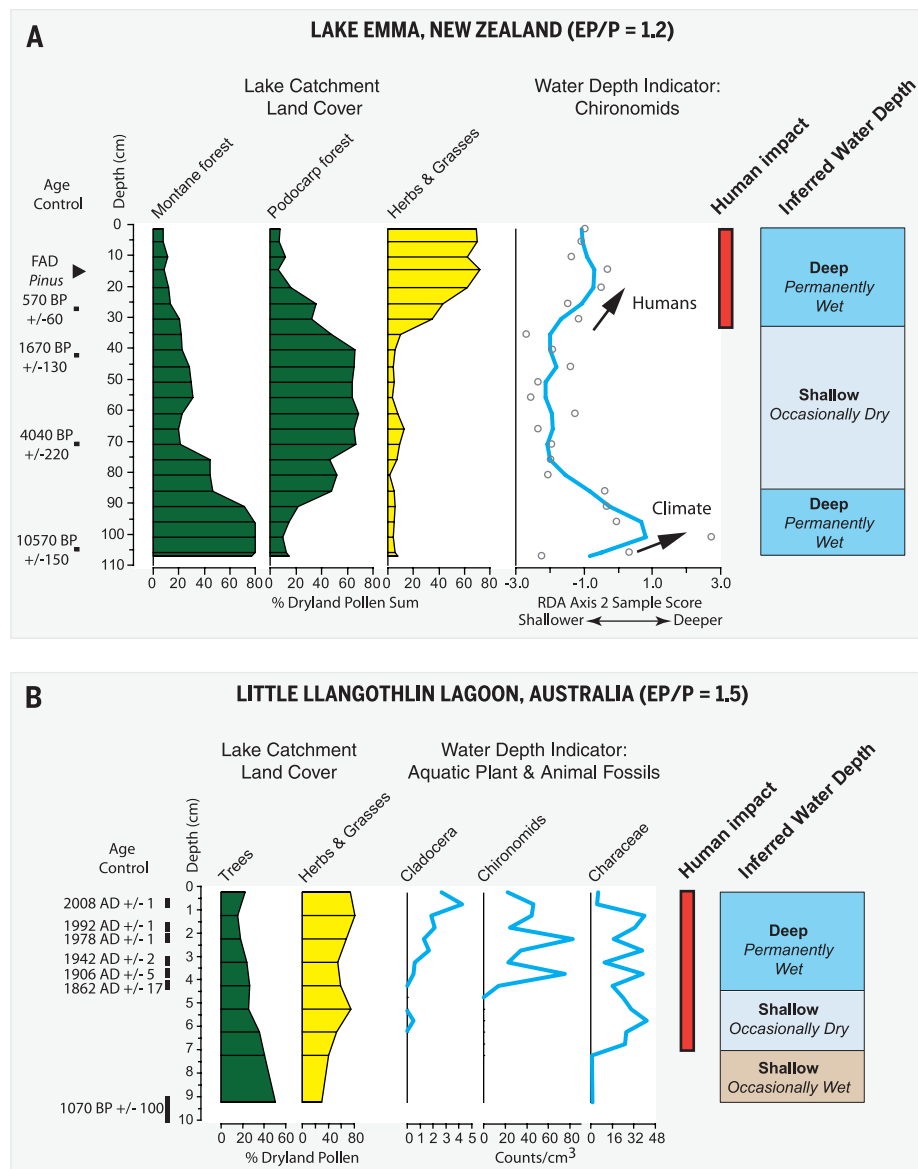 A
LAKE EMMA, NEW ZEALAND (EP/P = 1.2)
Lake Catchment
Land Cover
Water Depth Indicator:
Chironomids
Age
Control
Depth (cm)
Montane forest
Podocarp forest
Herbs & Grasses
Human impact
Inferred Water Depth
FAD
Pinus
570 BP
+/-60
1670 BP
+/-130
4040 BP
+/-220
10570 BP
+/-150
0
10
20
30
40
50
60
70
80
90
100
110
Humans
Climate
Deep
Permanently
Wet
Shallow
Occasionally Dry
Deep
Permanently
Wet
0 20 40 60 80
0 20 40 60 80
0 20 40 60 80
-3.0 -1.0 1.0 3.0
% Dryland Pollen Sum
RDA Axis 2 Sample Score
Shallower Deeper
B
LITTLE LLANGOTHLIN LAGOON, AUSTRALIA (EP/P = 1.5)
Lake Catchment
Land Cover
Water Depth Indicator:
Aquatic Plant & Animal Fossils
Age
Control
Depth (cm)
Trees
Herbs & Grasses
Cladocera
Chironomids
Characeae
Human impact
Inferred Water Depth
2008 AD +/- 1
1992 AD +/- 1
1978 AD +/- 1
1942 AD +/- 2
1906 AD +/- 5
1862 AD +/- 17
1070 BP +/- 100
0
1
2
3
4
5
6
7
8
9
10
Deep
Permanently
Wet
Shallow
Occasionally Dry
Shallow
Occasionally Wet
0 20 40 60
0 40 80
0 1 2 3 4 5
0 20 40 60 80
0 16 32 48
% Dryland Pollen
Counts/cm3